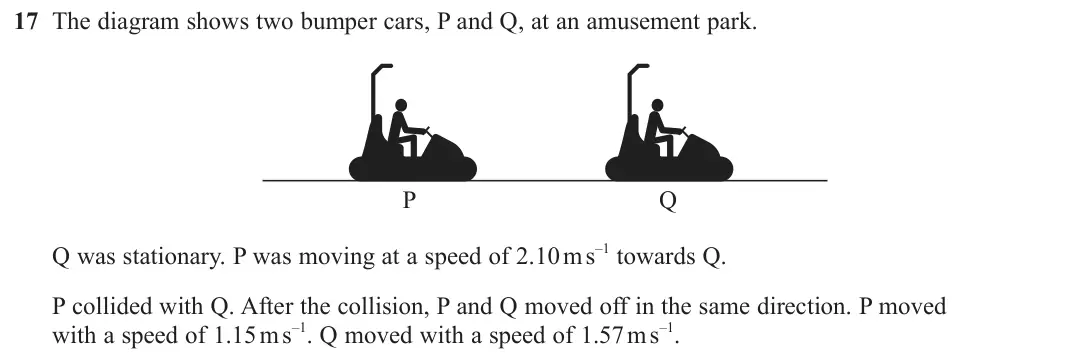 17 The diagram shows two bumper cars, P and Q, at an amusement park.
P
Q
Q was stationary. P was moving at a speed of 2.10 m s⁻¹ towards Q.
P collided with Q. After the collision, P and Q moved off in the same direction. P moved
with a speed of 1.15 m s⁻¹. Q moved with a speed of 1.57 m s⁻¹.